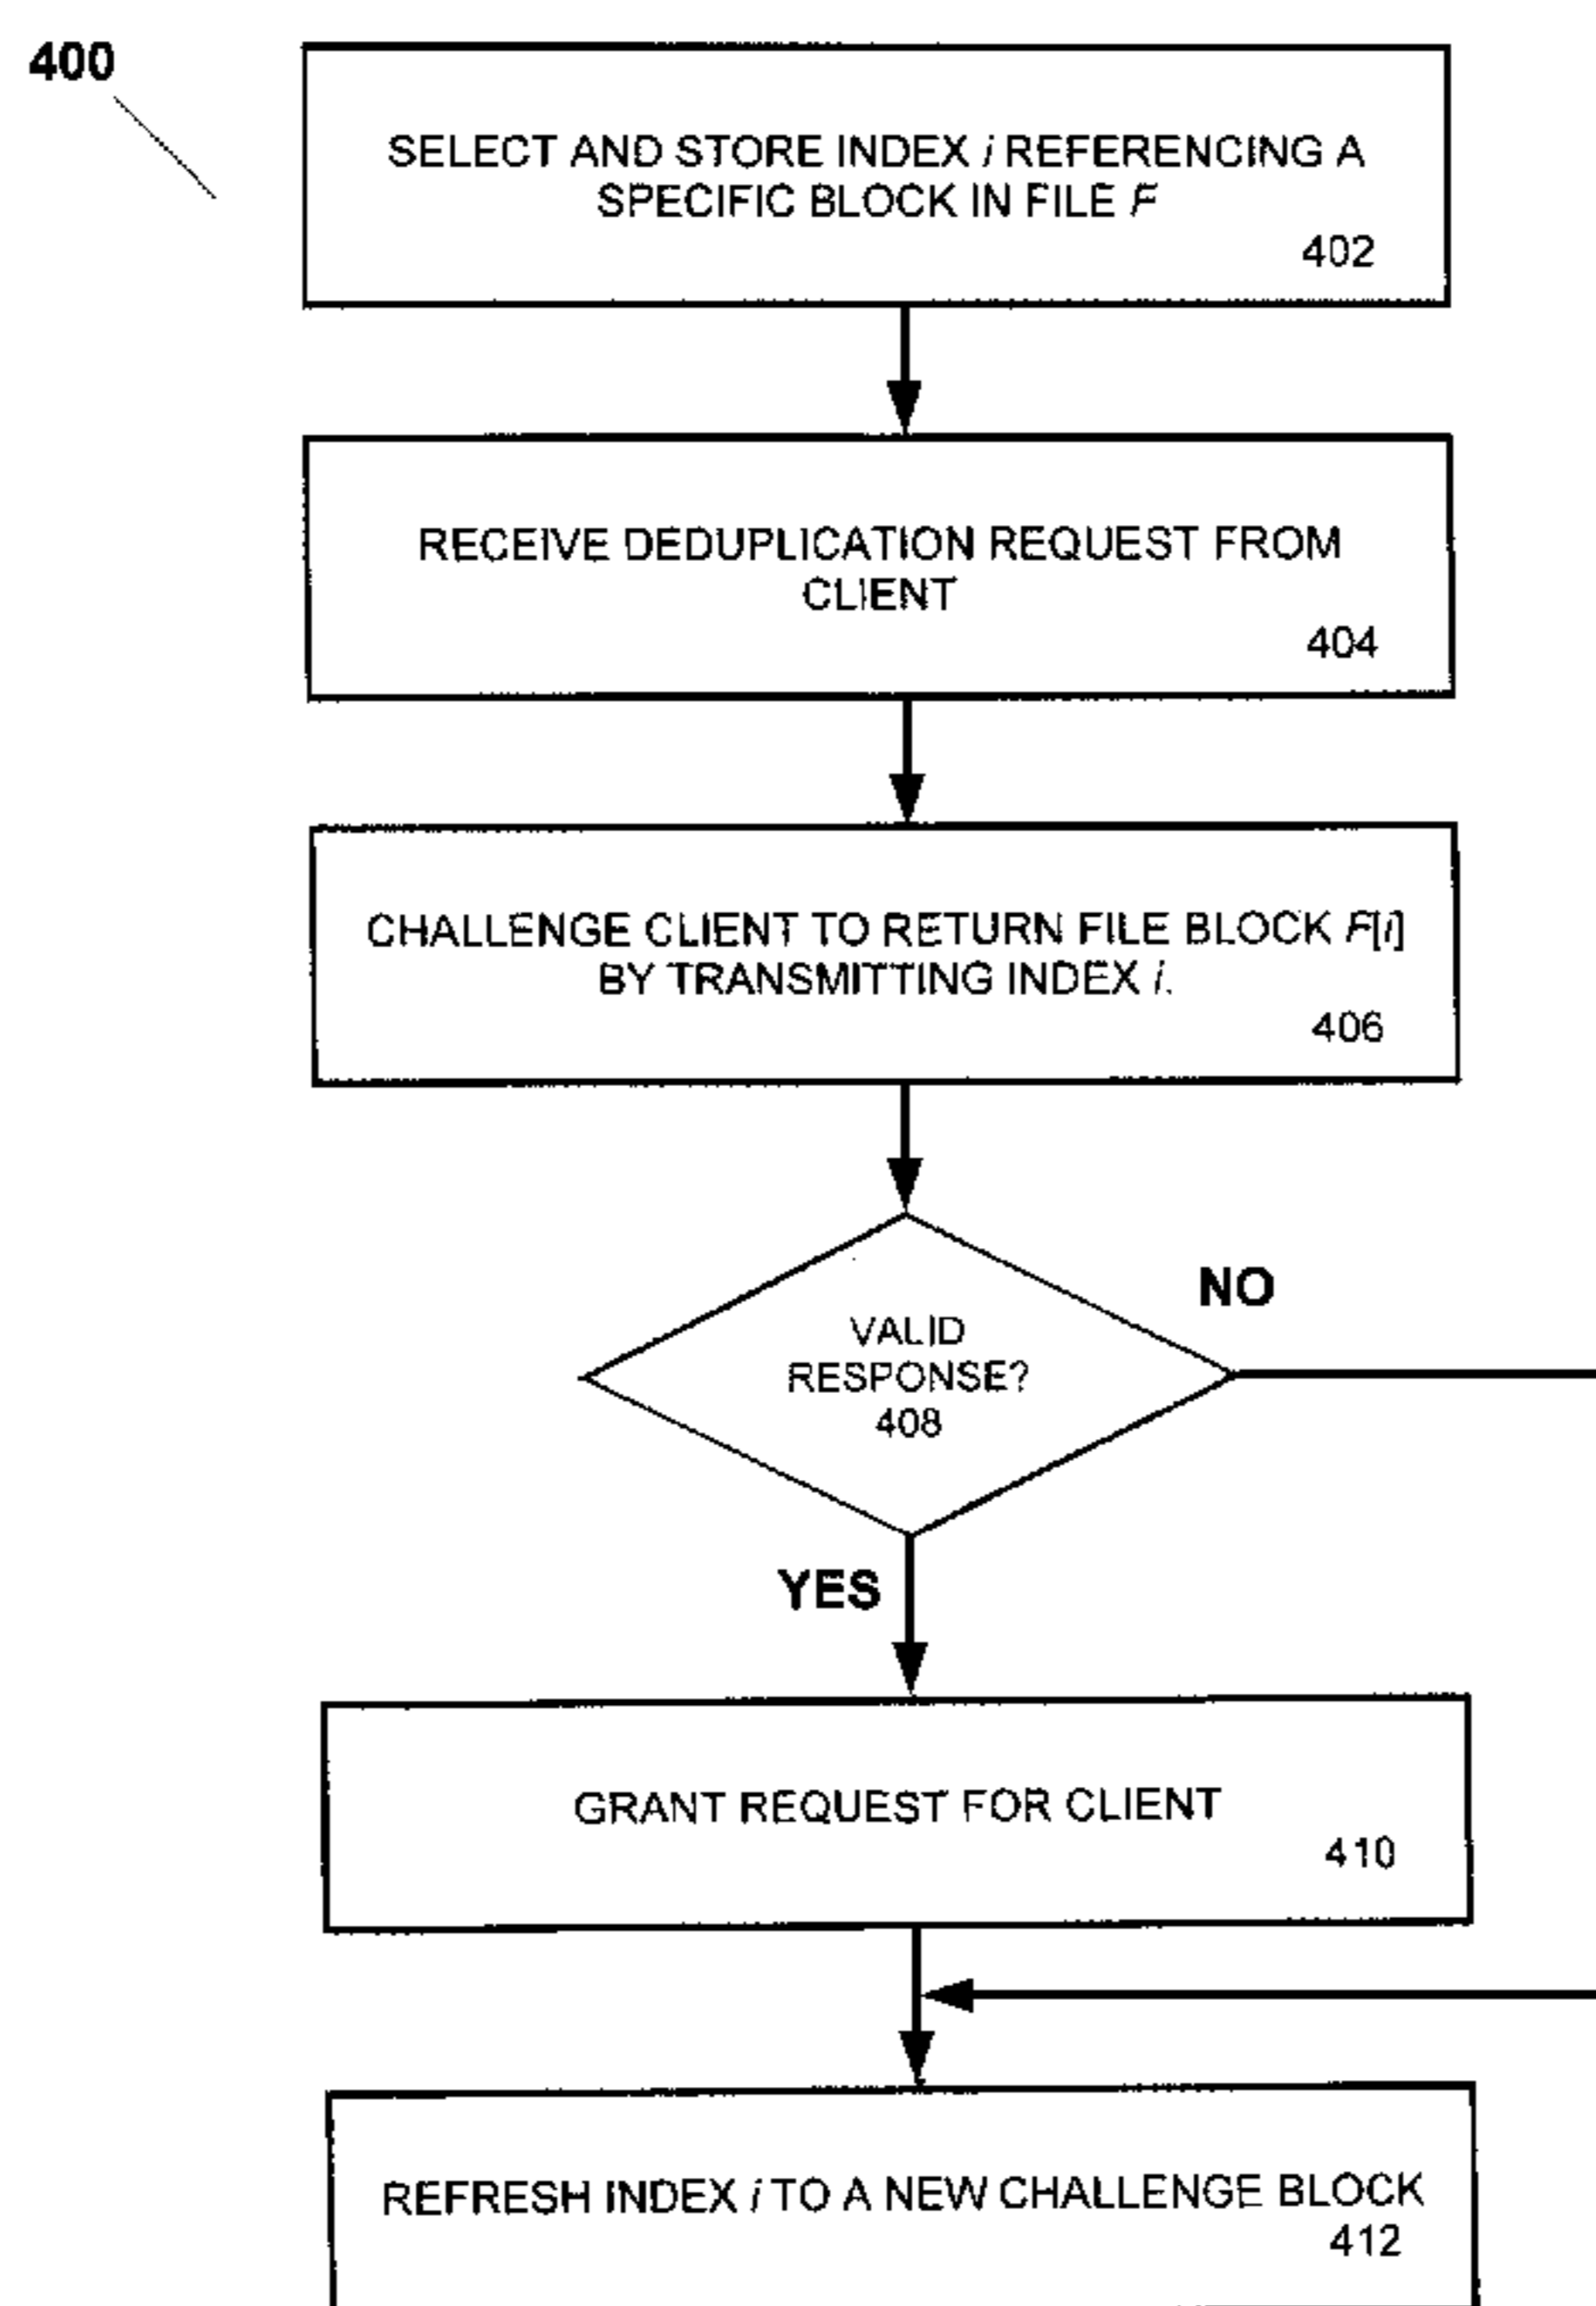 400
SELECT AND STORE INDEX i REFERENCING A
SPECIFIC BLOCK IN FILE F
402
RECEIVE DEDUPLICATION REQUEST FROM
CLIENT
404
CHALLENGE CLIENT TO RETURN FILE BLOCK F[i]
BY TRANSMITTING INDEX i.
406
VALID
RESPONSE?
408
NO
YES
GRANT REQUEST FOR CLIENT
410
REFRESH INDEX i TO A NEW CHALLENGE BLOCK
412